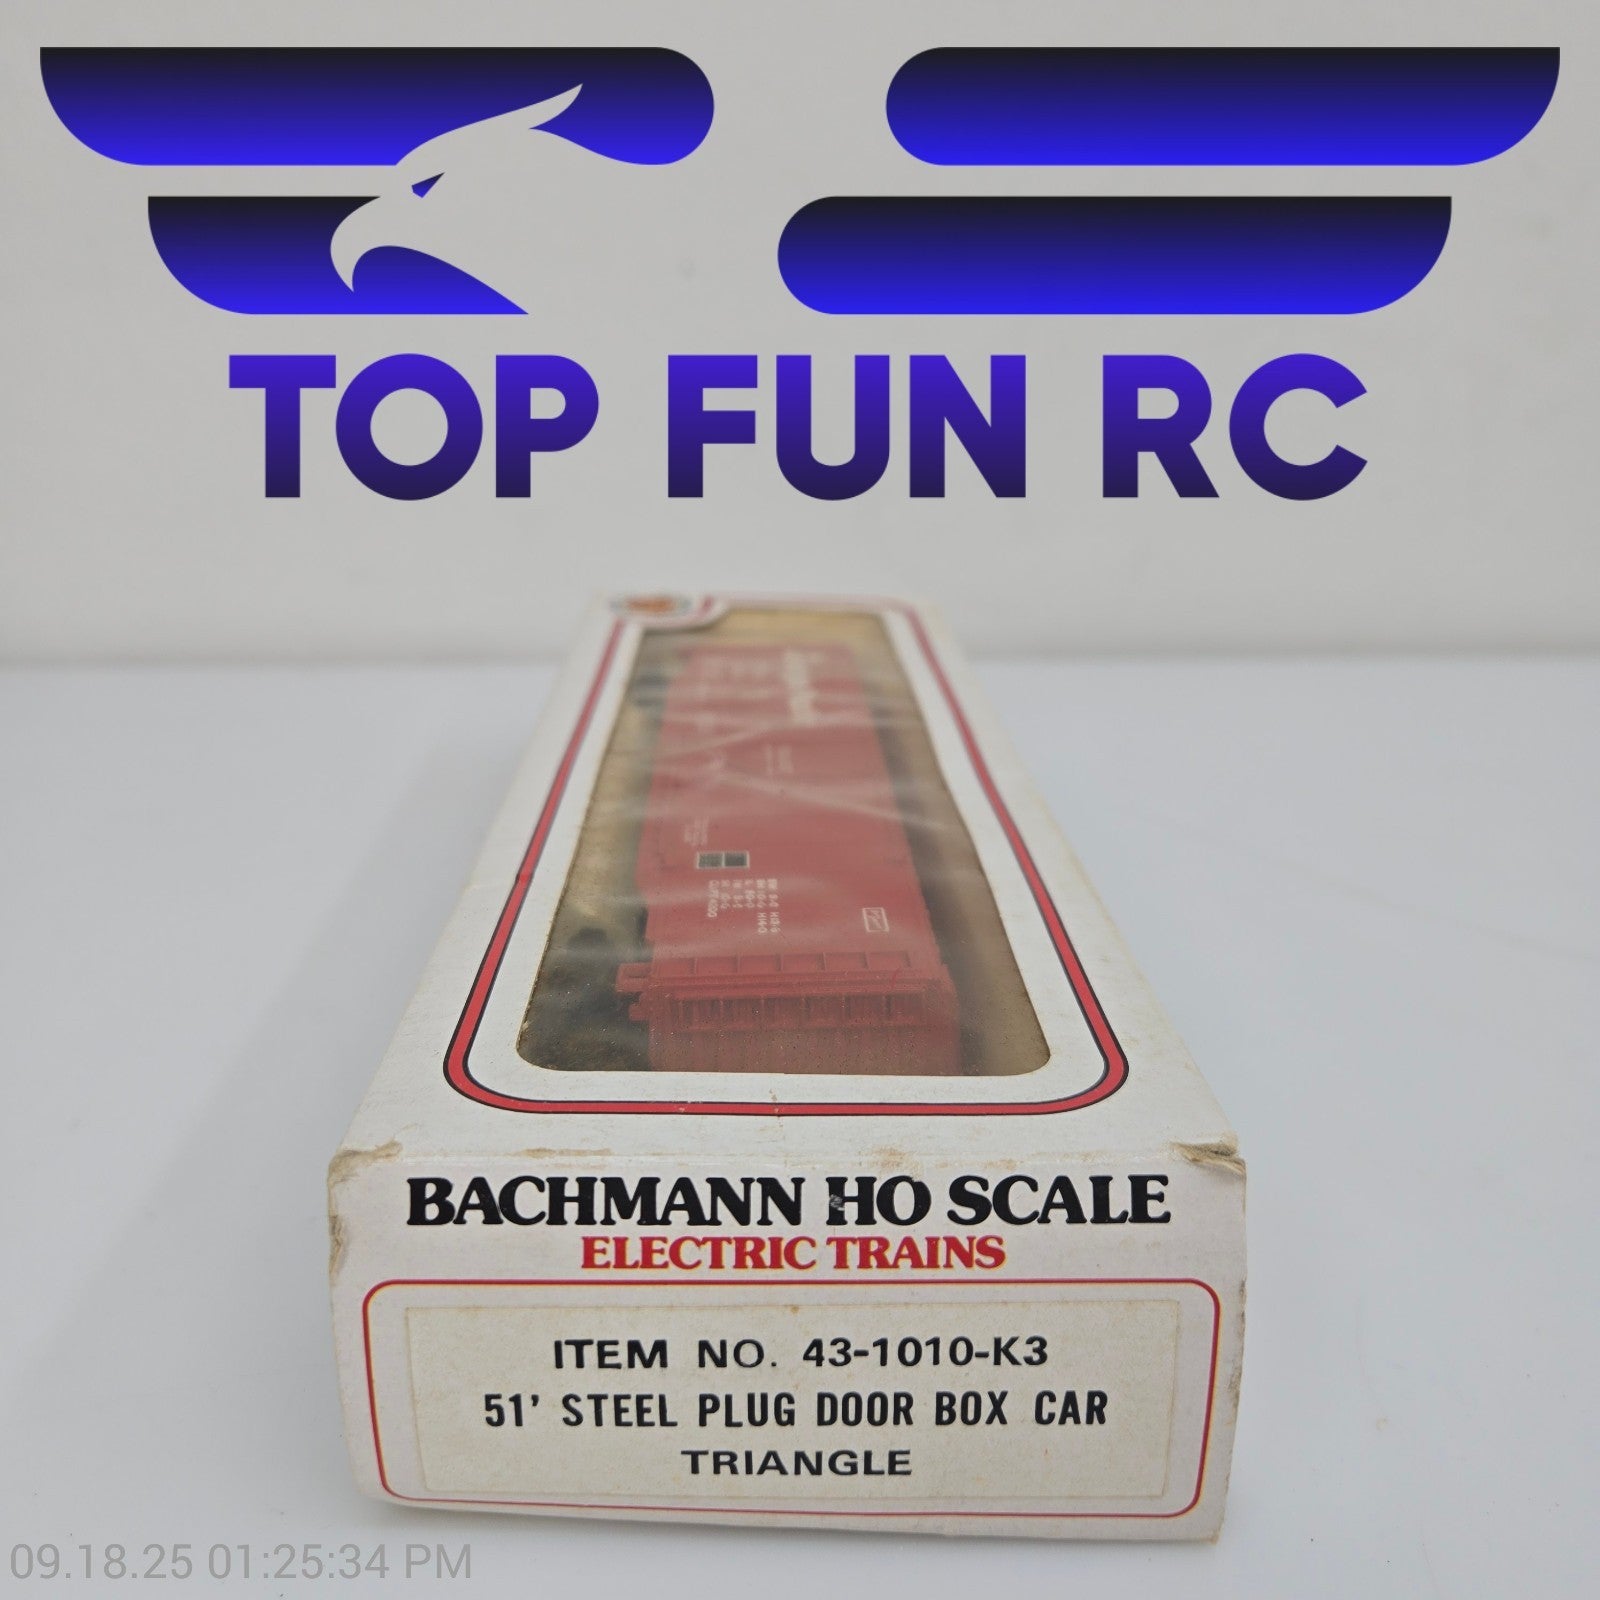 TOP FUN RC
BACHMANN HO SCALE
ELECTRIC TRAINS
ITEM NO. 43-1010-K3
51' STEEL PLUG DOOR BOX CAR
TRIANGLE
09.18.25 01:25:34 PM